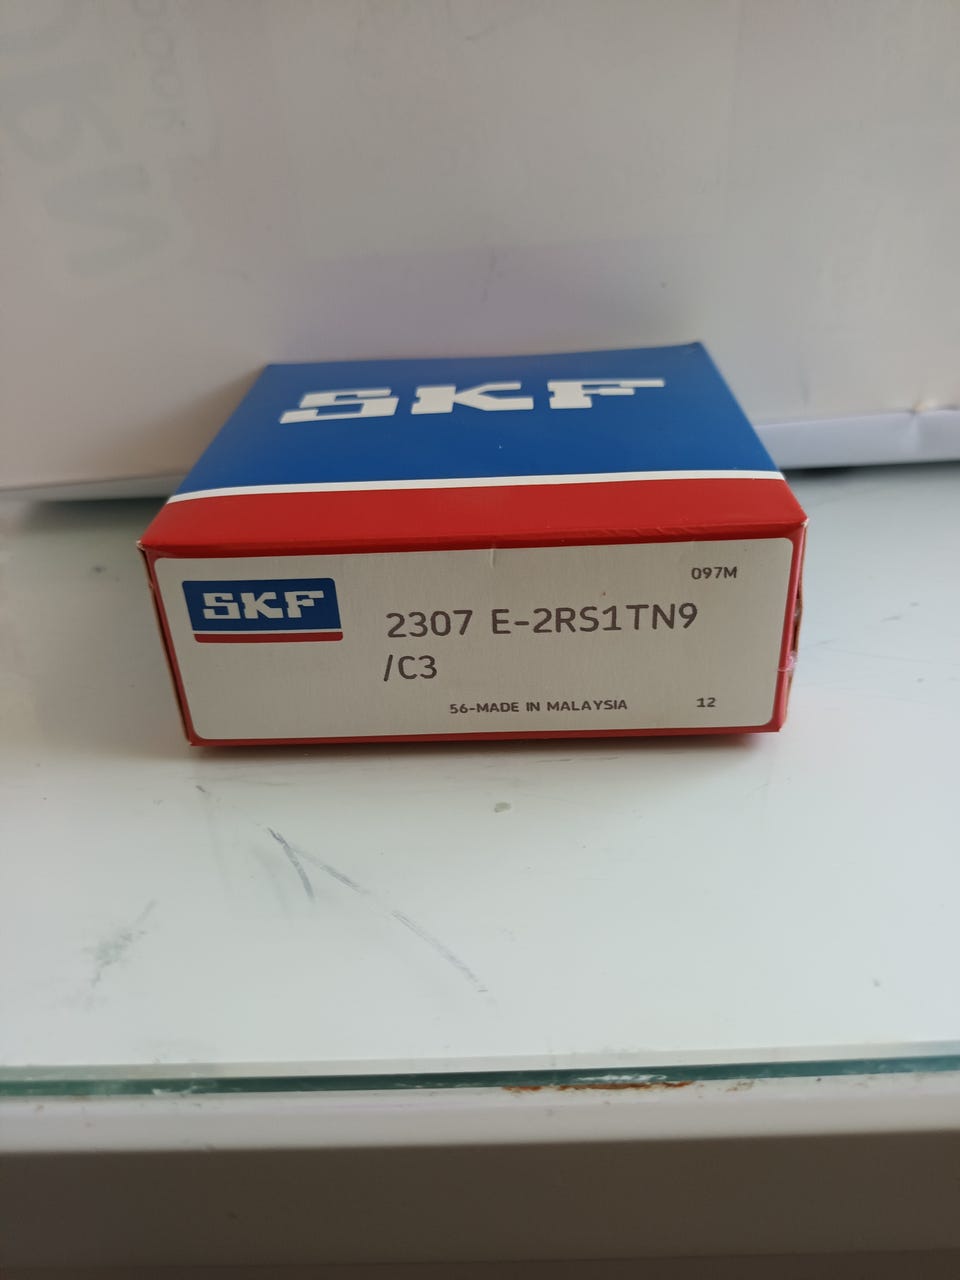 SKF
097M
SKF
2307 E-2RS1TN9
/C3
56-MADE IN MALAYSIA
12